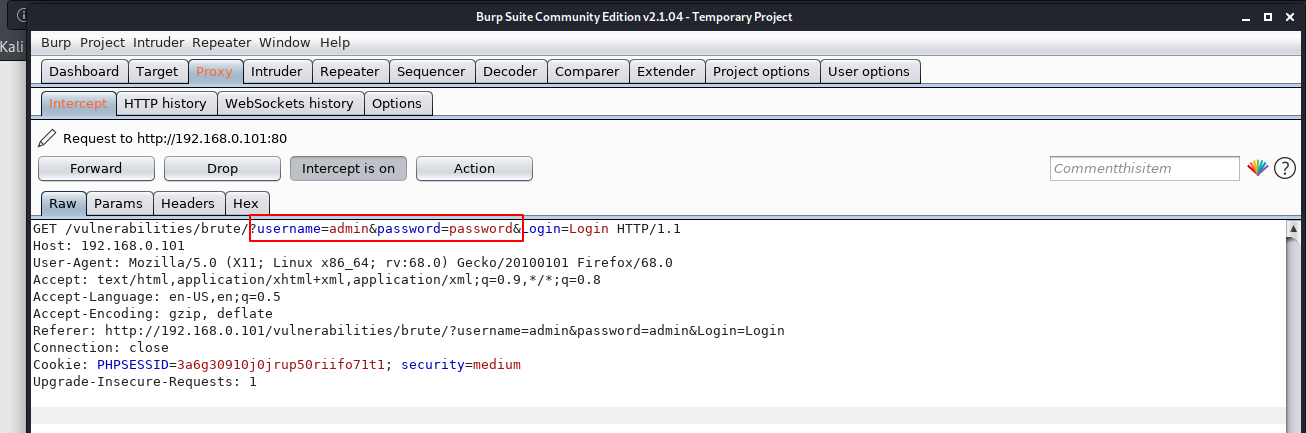 Burp Suite Community Edition v2.1.04 - Temporary Project
Kali
Burp Project Intruder Repeater Window Help
Dashboard Target Proxy Intruder Repeater Sequencer Decoder Comparer Extender Project options User options
Intercept HTTP history WebSockets history Options
Request to http://192.168.0.101:80
Forward Drop Intercept is on Action Commentthisitem ?
Raw Params Headers Hex
GET /vulnerabilities/brute/?username=admin&password=password&Login=Login HTTP/1.1
Host: 192.168.0.101
User-Agent: Mozilla/5.0 (X11; Linux x86_64; rv:68.0) Gecko/20100101 Firefox/68.0
Accept: text/html,application/xhtml+xml,application/xml;q=0.9,*/*;q=0.8
Accept-Language: en-US,en;q=0.5
Accept-Encoding: gzip, deflate
Referer: http://192.168.0.101/vulnerabilities/brute/?username=admin&password=admin&Login=Login
Connection: close
Cookie: PHPSESSID=3a6g30910j0jrup50riifo71t1; security=medium
Upgrade-Insecure-Requests: 1